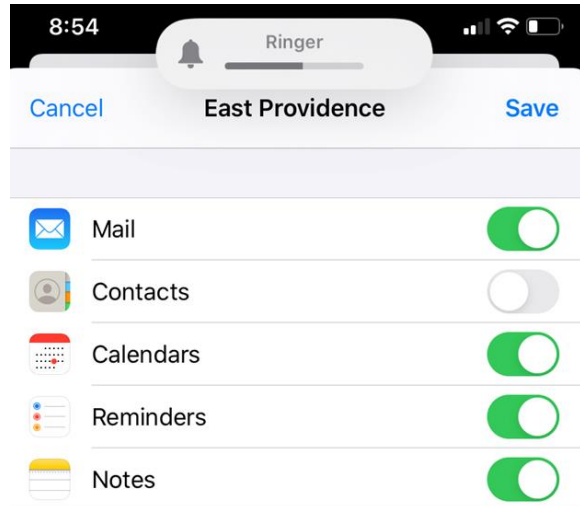 8:54
Ringer
Cancel East Providence Save
Mail
Contacts
Calendars
Reminders
Notes